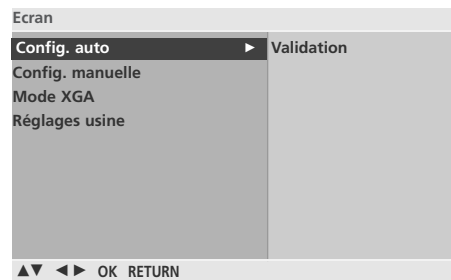 Ecran
Config. auto ► Validation
Config. manuelle
Mode XGA
Réglages usine
▲▼ ◄► OK RETURN